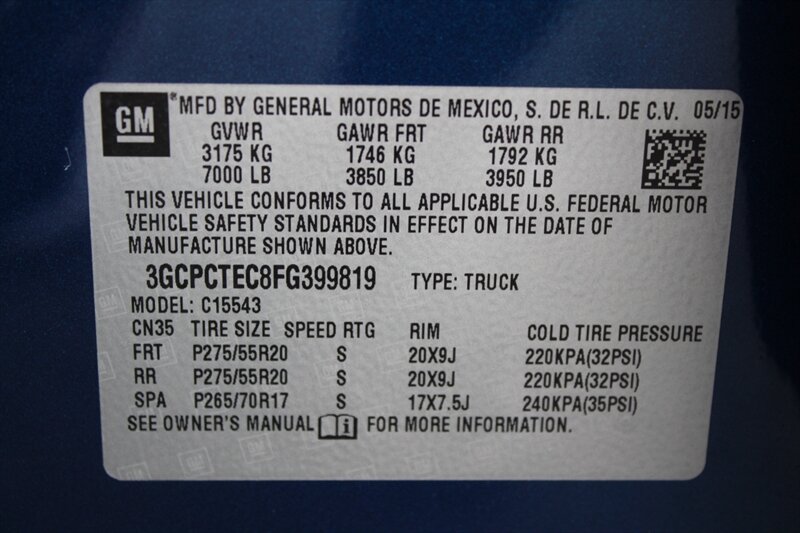 GM *MFD BY GENERAL MOTORS DE MEXICO, S. DE R.L. DE C.V. 05/15
GVWR GAWR FRT GAWR RR
3175 KG 1746 KG 1792 KG
7000 LB 3850 LB 3950 LB
THIS VEHICLE CONFORMS TO ALL APPLICABLE U.S. FEDERAL MOTOR
VEHICLE SAFETY STANDARDS IN EFFECT ON THE DATE OF
MANUFACTURE SHOWN ABOVE.
3GCPCTEC8FG399819 TYPE: TRUCK
MODEL: C15543
CN35 TIRE SIZE SPEED RTG RIM COLD TIRE PRESSURE
FRT P275/55R20 S 20X9J 220KPA(32PSI)
RR P275/55R20 S 20X9J 220KPA(32PSI)
SPA P265/70R17 S 17X7.5J 240KPA(35PSI)
SEE OWNER'S MANUAL i FOR MORE INFORMATION.